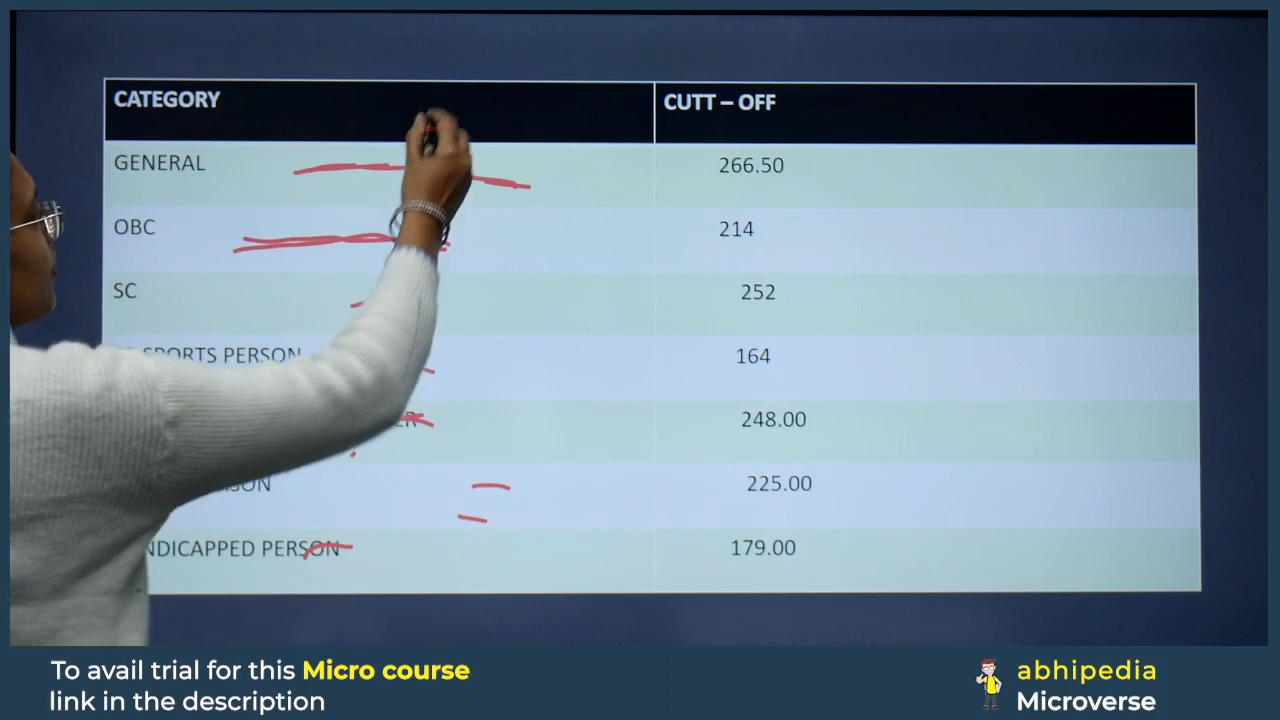 CATEGORY CUTT – OFF
GENERAL 266.50
OBC 214
SC 252
SPORTS PERSON 164
248.00
225.00
PERSON 179.00
To avail trial for this Micro course
link in the description
abhipedia
Microverse